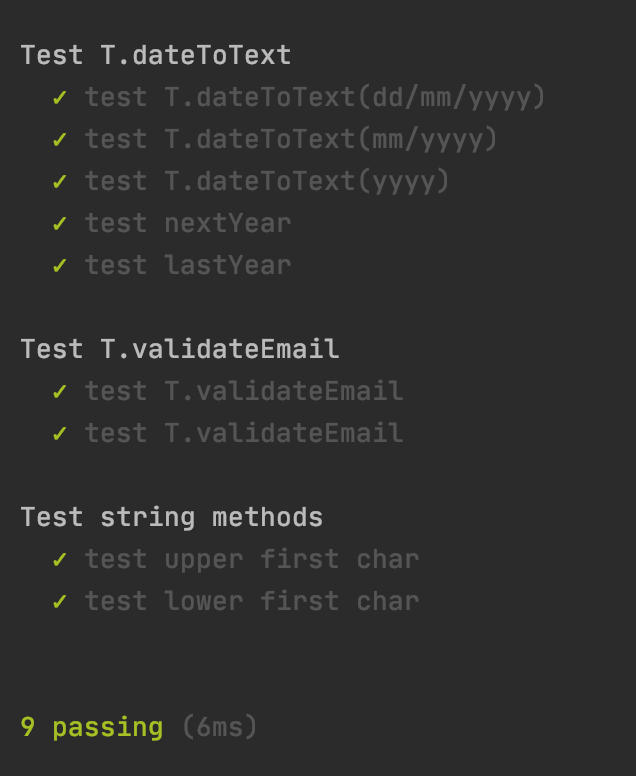 Test T.dateToText
✓ test T.dateToText(dd/mm/yyyy)
✓ test T.dateToText(mm/yyyy)
✓ test T.dateToText(yyyy)
✓ test nextYear
✓ test lastYear
Test T.validateEmail
✓ test T.validateEmail
✓ test T.validateEmail
Test string methods
✓ test upper first char
✓ test lower first char
9 passing (6ms)